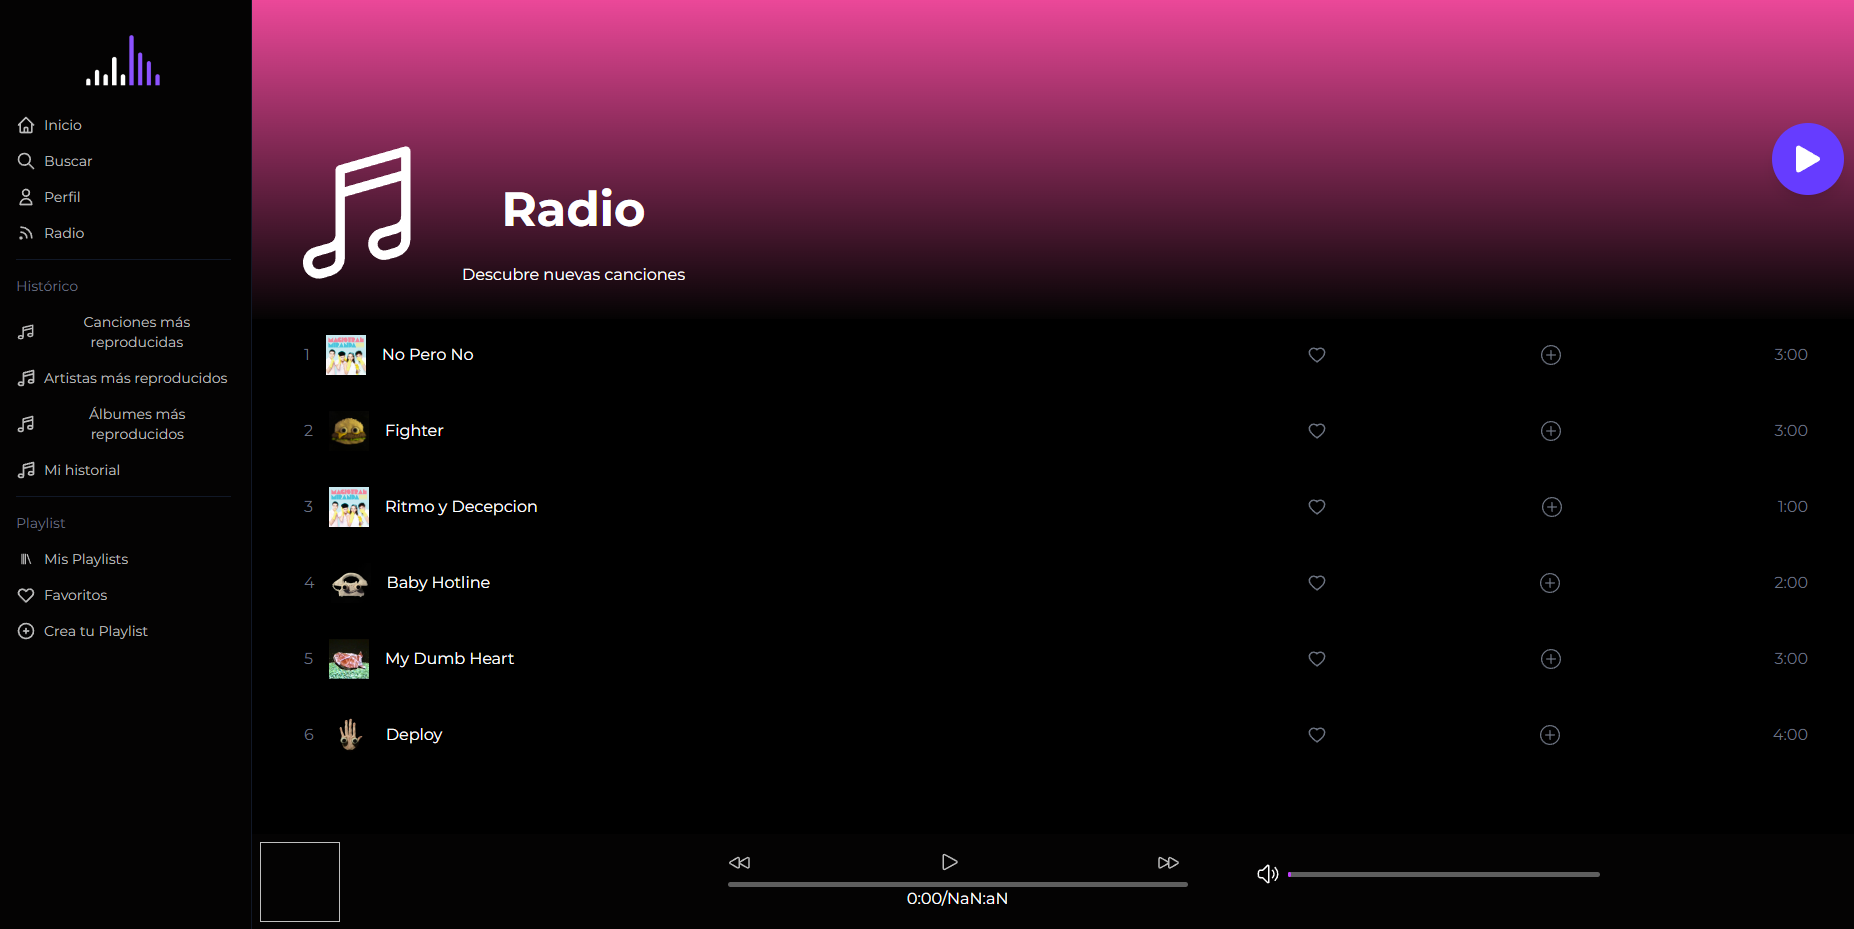 Inicio
Buscar
Perfil
Radio
Histórico
Canciones más
reproducidas
Artistas más reproducidos
Álbumes más
reproducidos
Mi historial
Playlist
Mis Playlists
Favoritos
Crea tu Playlist
Radio
Descubre nuevas canciones
1 No Pero No 3:00
2 Fighter 3:00
3 Ritmo y Decepcion 1:00
4 Baby Hotline 2:00
5 My Dumb Heart 3:00
6 Deploy 4:00
0:00/NaN:aN